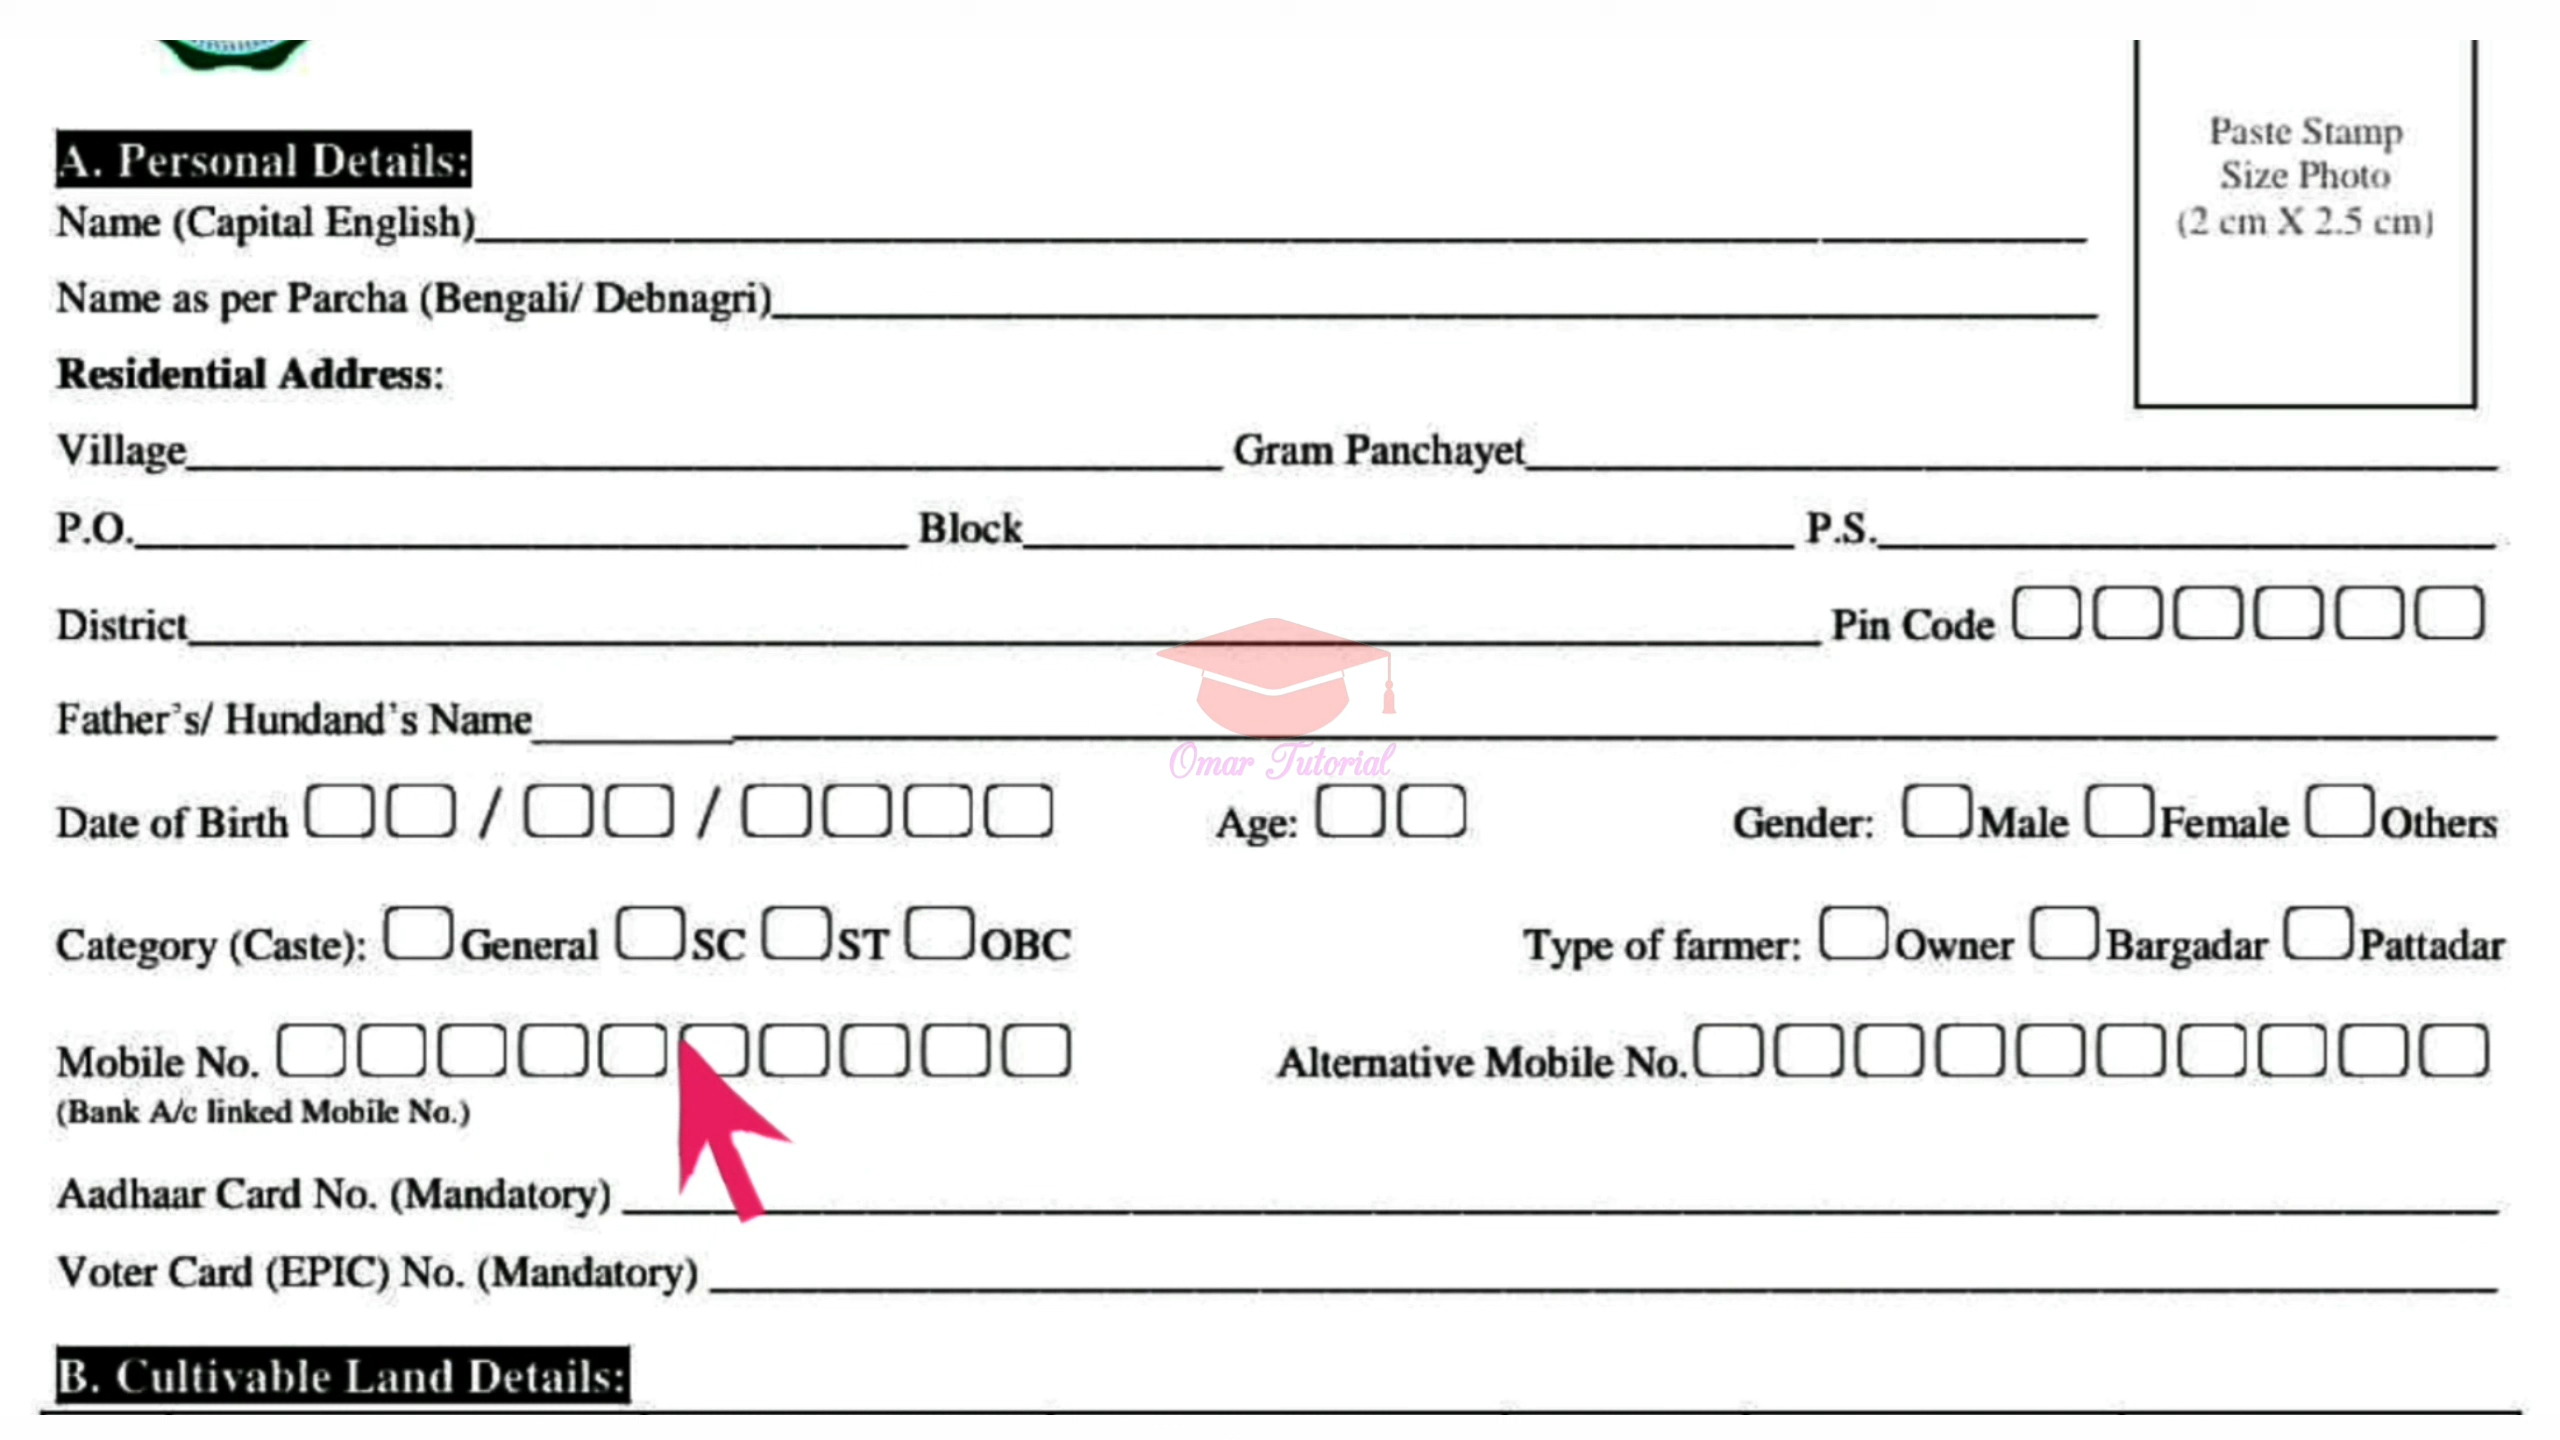 Paste Stamp
Size Photo
(2 cm X 2.5 cm)
A. Personal Details:
Name (Capital English)
Name as per Parcha (Bengali/ Debnagri)
Residential Address:
Village Gram Panchayet
P.O. Block P.S.
District Pin Code
Father's/ Hundand's Name
Omar Tutorial
Date of Birth / / Age: Gender: Male Female Others
Category (Caste): General SC ST OBC Type of farmer: Owner Bargadar Pattadar
Mobile No. Alternative Mobile No.
(Bank A/c linked Mobile No.)
Aadhaar Card No. (Mandatory)
Voter Card (EPIC) No. (Mandatory)
B. Cultivable Land Details: